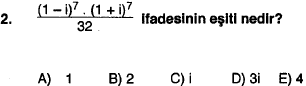 2. (1 – i)⁷ . (1 + i)⁷ / 32 ifadesinin eşiti nedir?
A) 1 B) 2 C) i D) 3i E) 4